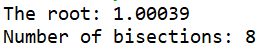 The root: 1.00039
Number of bisections: 8